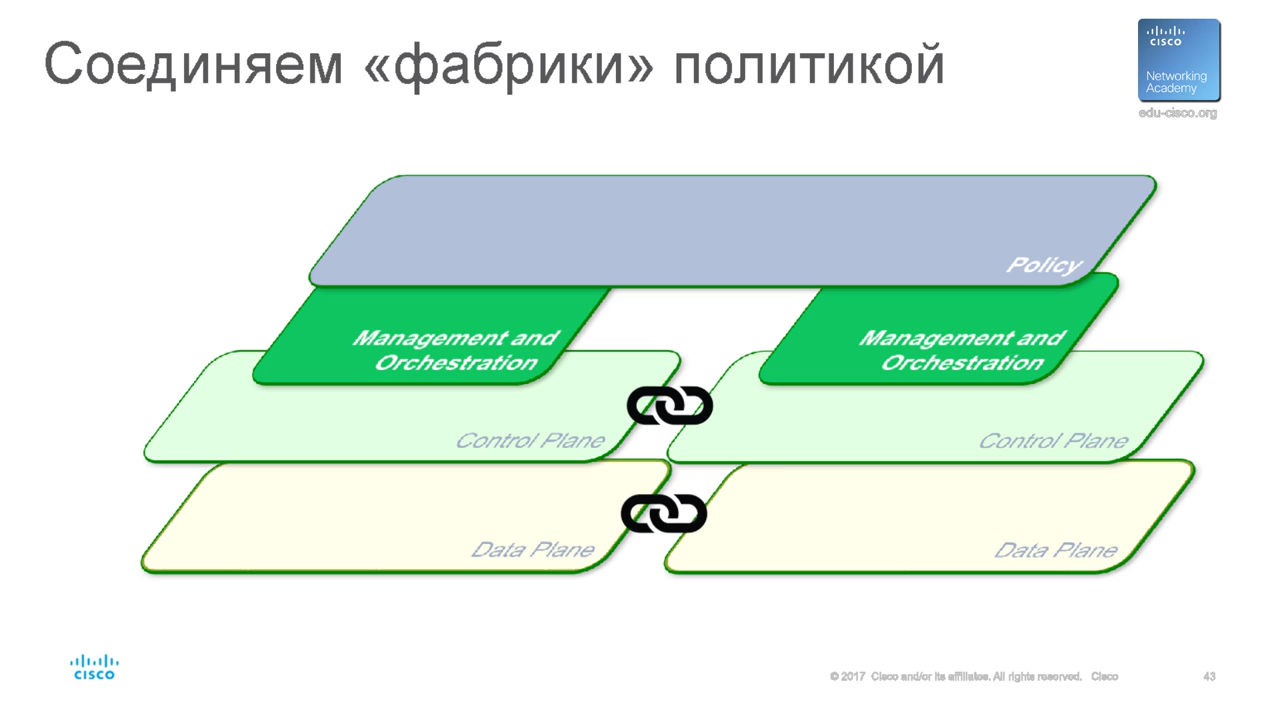 Соединяем «фабрики» политикой
CISCO
Networking
Academy
edu-cisco.org
Policy
Management and
Orchestration
Management and
Orchestration
Control Plane
Control Plane
Data Plane
Data Plane
CISCO
© 2017 Cisco and/or its affiliates. All rights reserved. Cisco
43